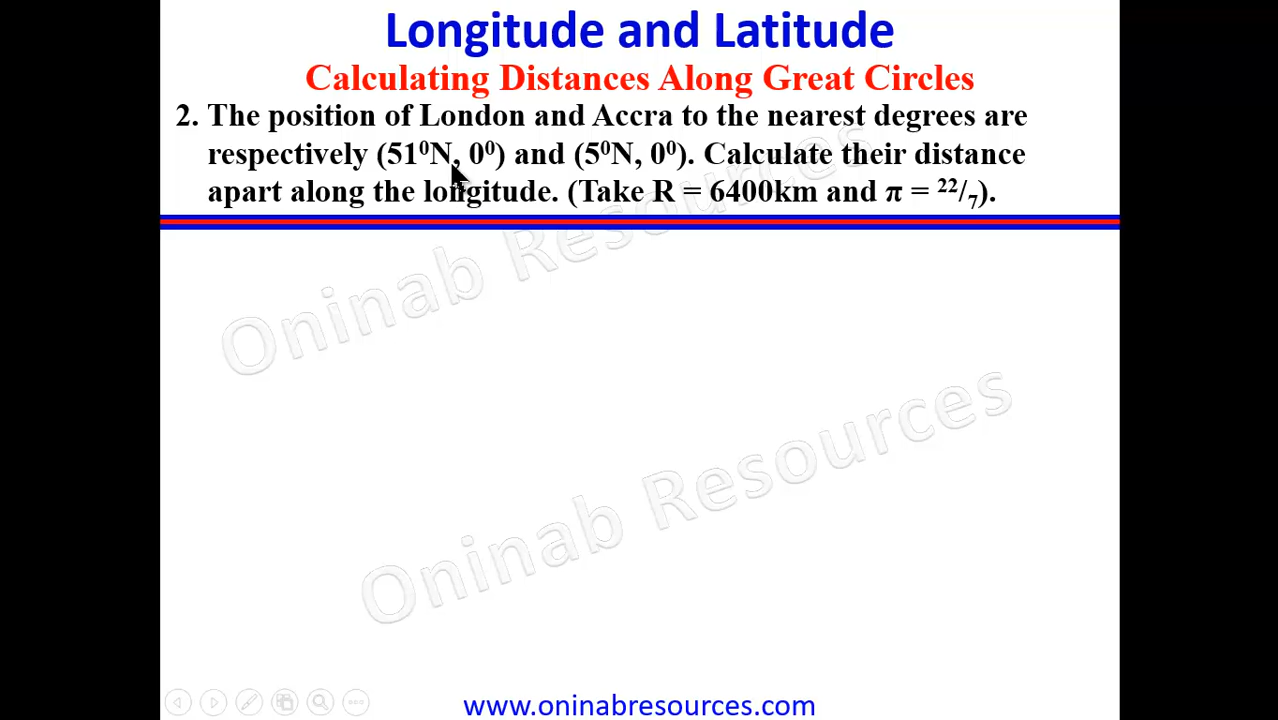 Longitude and Latitude
Calculating Distances Along Great Circles
2. The position of London and Accra to the nearest degrees are
respectively (51⁰N, 0⁰) and (5⁰N, 0⁰). Calculate their distance
apart along the longitude. (Take R = 6400km and π = ²²/₇).
Oninab Resources
Oninab Resources
www.oninabresources.com